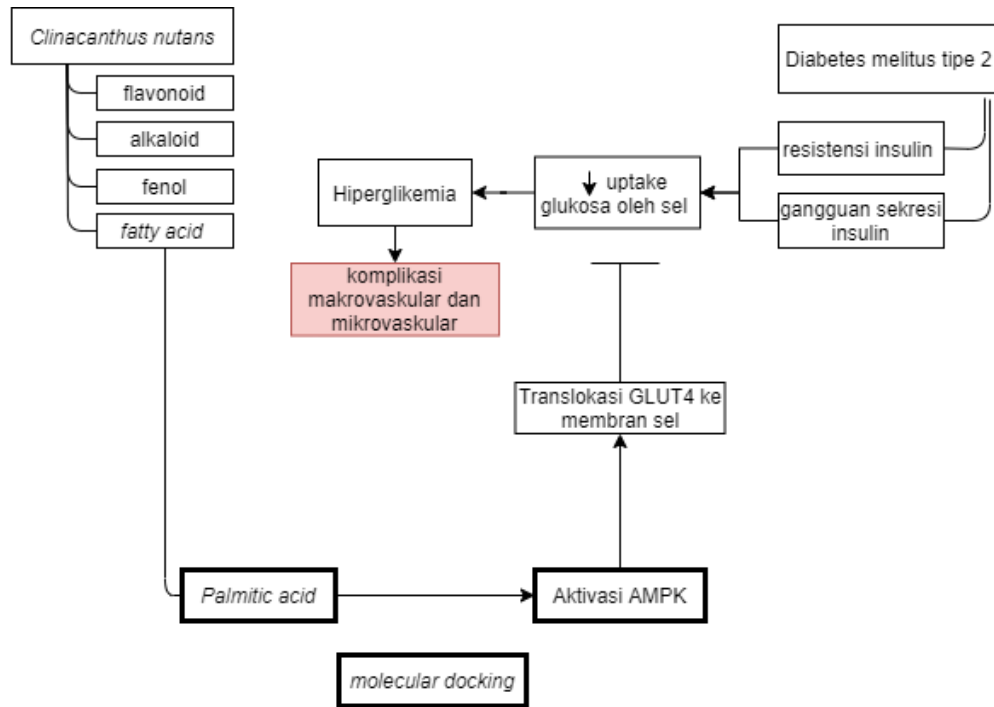 Clinacanthus nutans
flavonoid
alkaloid
fenol
fatty acid
Diabetes melitus tipe 2
resistensi insulin
gangguan sekresi
insulin
↓ uptake
glukosa oleh sel
Hiperglikemia
komplikasi
makrovaskular dan
mikrovaskular
Translokasi GLUT4 ke
membran sel
Palmitic acid
Aktivasi AMPK
molecular docking